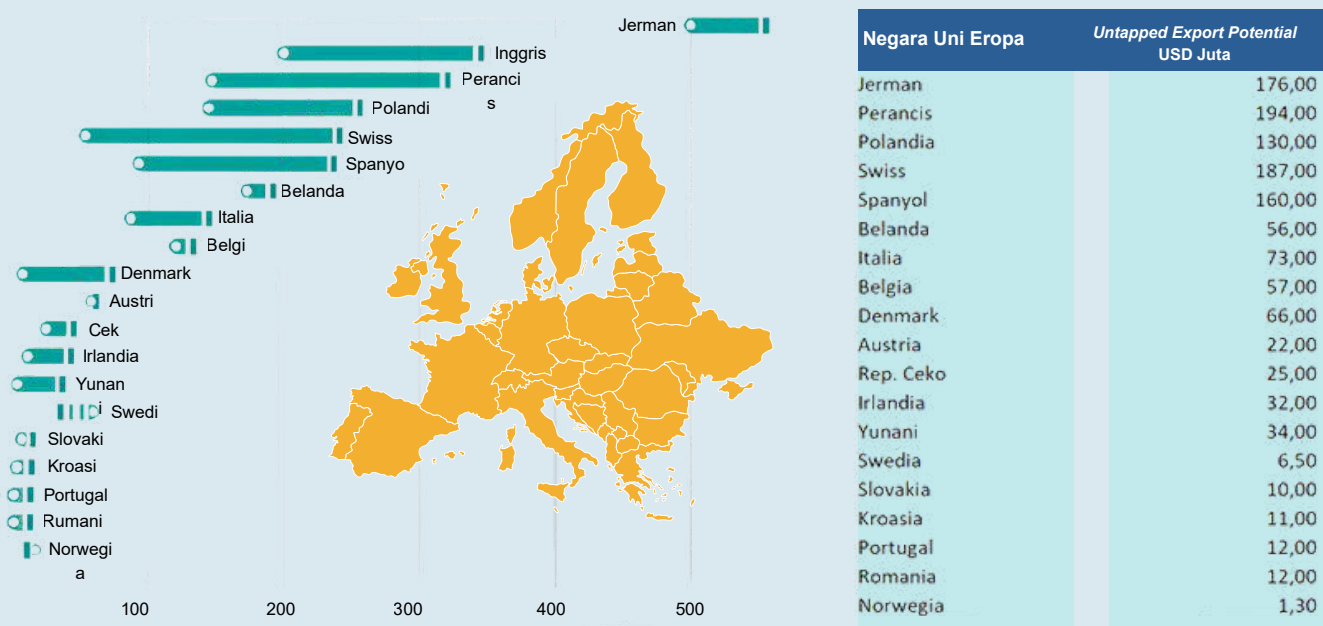 Jerman
Inggris
Peranci
s
Polandi
Swiss
Spanyo
Belanda
Italia
Belgi
Denmark
Austri
Cek
Irlandia
Yunan
i
Swedi
Slovaki
Kroasi
Portugal
Rumani
Norwegi
a
100 200 300 400 500
Negara Uni Eropa Untapped Export Potential
USD Juta
Jerman 176,00
Perancis 194,00
Polandia 130,00
Swiss 187,00
Spanyol 160,00
Belanda 56,00
Italia 73,00
Belgia 57,00
Denmark 66,00
Austria 22,00
Rep. Ceko 25,00
Irlandia 32,00
Yunani 34,00
Swedia 6,50
Slovakia 10,00
Kroasia 11,00
Portugal 12,00
Romania 12,00
Norwegia 1,30